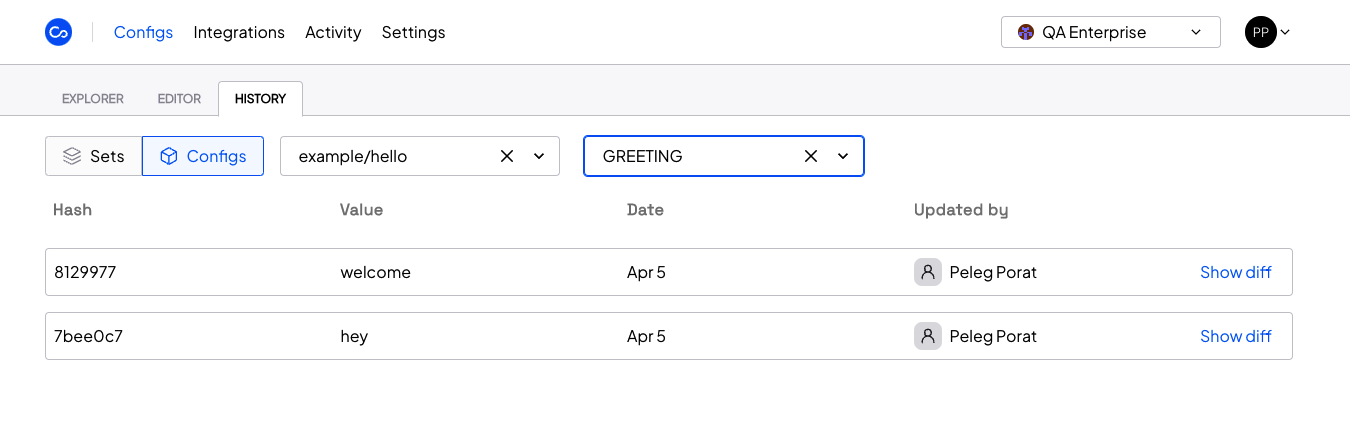 Configs Integrations Activity Settings QA Enterprise PP
EXPLORER EDITOR HISTORY
Sets Configs example/hello GREETING
Hash Value Date Updated by
8129977 welcome Apr 5 Peleg Porat Show diff
7bee0c7 hey Apr 5 Peleg Porat Show diff